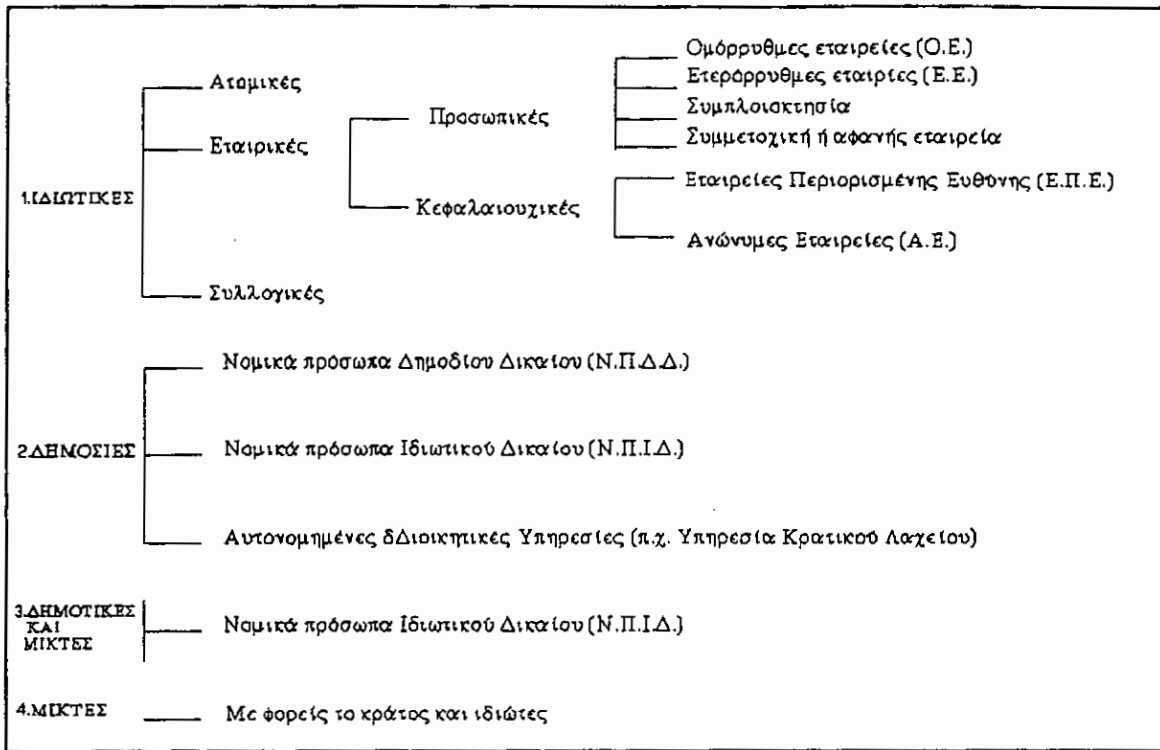 Ομόρρυθμες εταιρείες (Ο.Ε.)
Ατομικές
Ετερόρρυθμες εταιρίες (Ε.Ε.)
Προσωπικές
Συμπλοισκτησία
Εταιρικές
Συμμετοχική ή αφανής εταιρεία
1.ΙΔΙΩΤΙΚΕΣ
Εταιρείες Περιορισμένης Ευθύνης (Ε.Π.Ε.)
Κεφαλαιουχικές
Ανώνυμες Εταιρείες (Α.Ε.)
Συλλογικές
Νομικά πρόσωπα Δημοδίου Δικαίου (Ν.Π.Δ.Δ.)
2.ΔΗΜΟΣΙΕΣ
Νομικά πρόσωπα Ιδιωτικού Δικαίου (Ν.Π.Ι.Δ.)
Αυτονομημένες δΔιοικητικές Υπηρεσίες (π.χ. Υπηρεσία Κρατικού Λαχείου)
3.ΔΗΜΟΤΙΚΕΣ
ΚΑΙ
ΜΙΚΤΕΣ
Νομικά πρόσωπα Ιδιωτικού Δικαίου (Ν.Π.Ι.Δ.)
4.ΜΙΚΤΕΣ
Με φορείς το κράτος και ιδιώτες